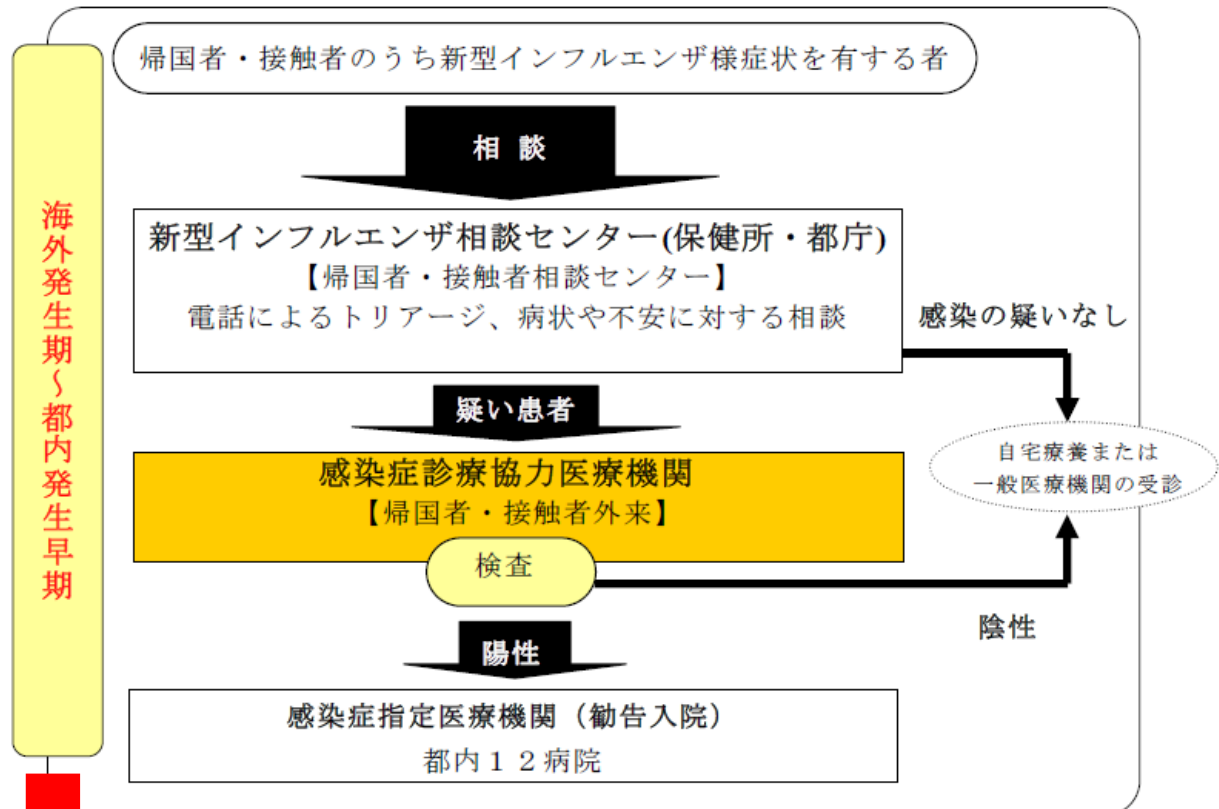 帰国者・接触者のうち新型インフルエンザ様症状を有する者
相 談
海外発生期～都内発生早期
新型インフルエンザ相談センター(保健所・都庁)
【帰国者・接触者相談センター】
電話によるトリアージ、病状や不安に対する相談
感染の疑いなし
疑い患者
自宅療養または
一般医療機関の受診
感染症診療協力医療機関
【帰国者・接触者外来】
検査
陰性
陽性
感染症指定医療機関（勧告入院）
都内１２病院